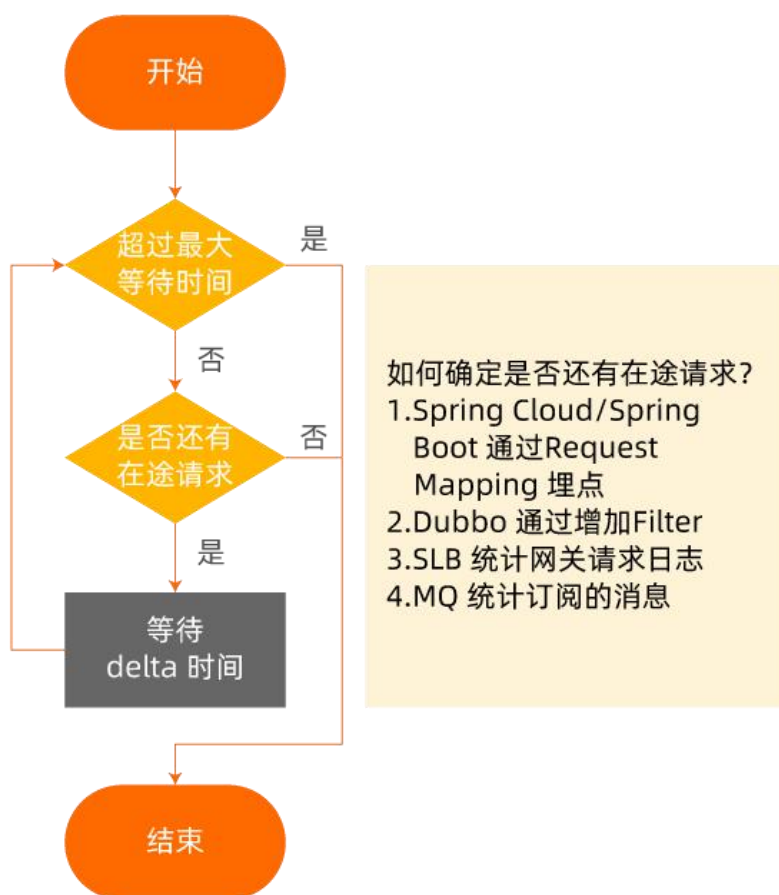 开始
超过最大
等待时间
是
否
是否还有
在途请求
否
是
等待
delta 时间
结束
如何确定是否还有在途请求?
1.Spring Cloud/Spring
Boot 通过Request
Mapping 埋点
2.Dubbo 通过增加Filter
3.SLB 统计网关请求日志
4.MQ 统计订阅的消息